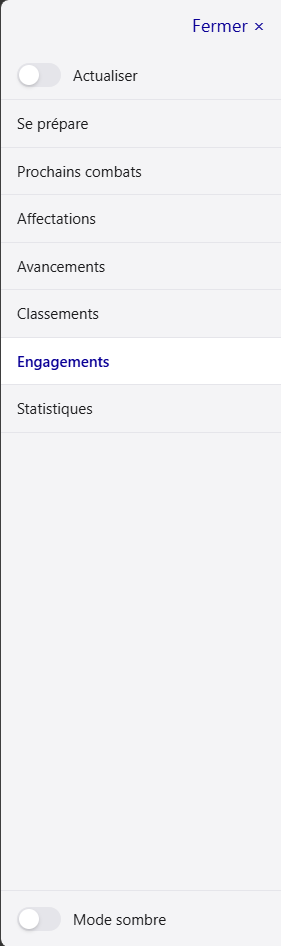 Fermer ×
Actualiser
Se prépare
Prochains combats
Affectations
Avancements
Classements
Engagements
Statistiques
Mode sombre